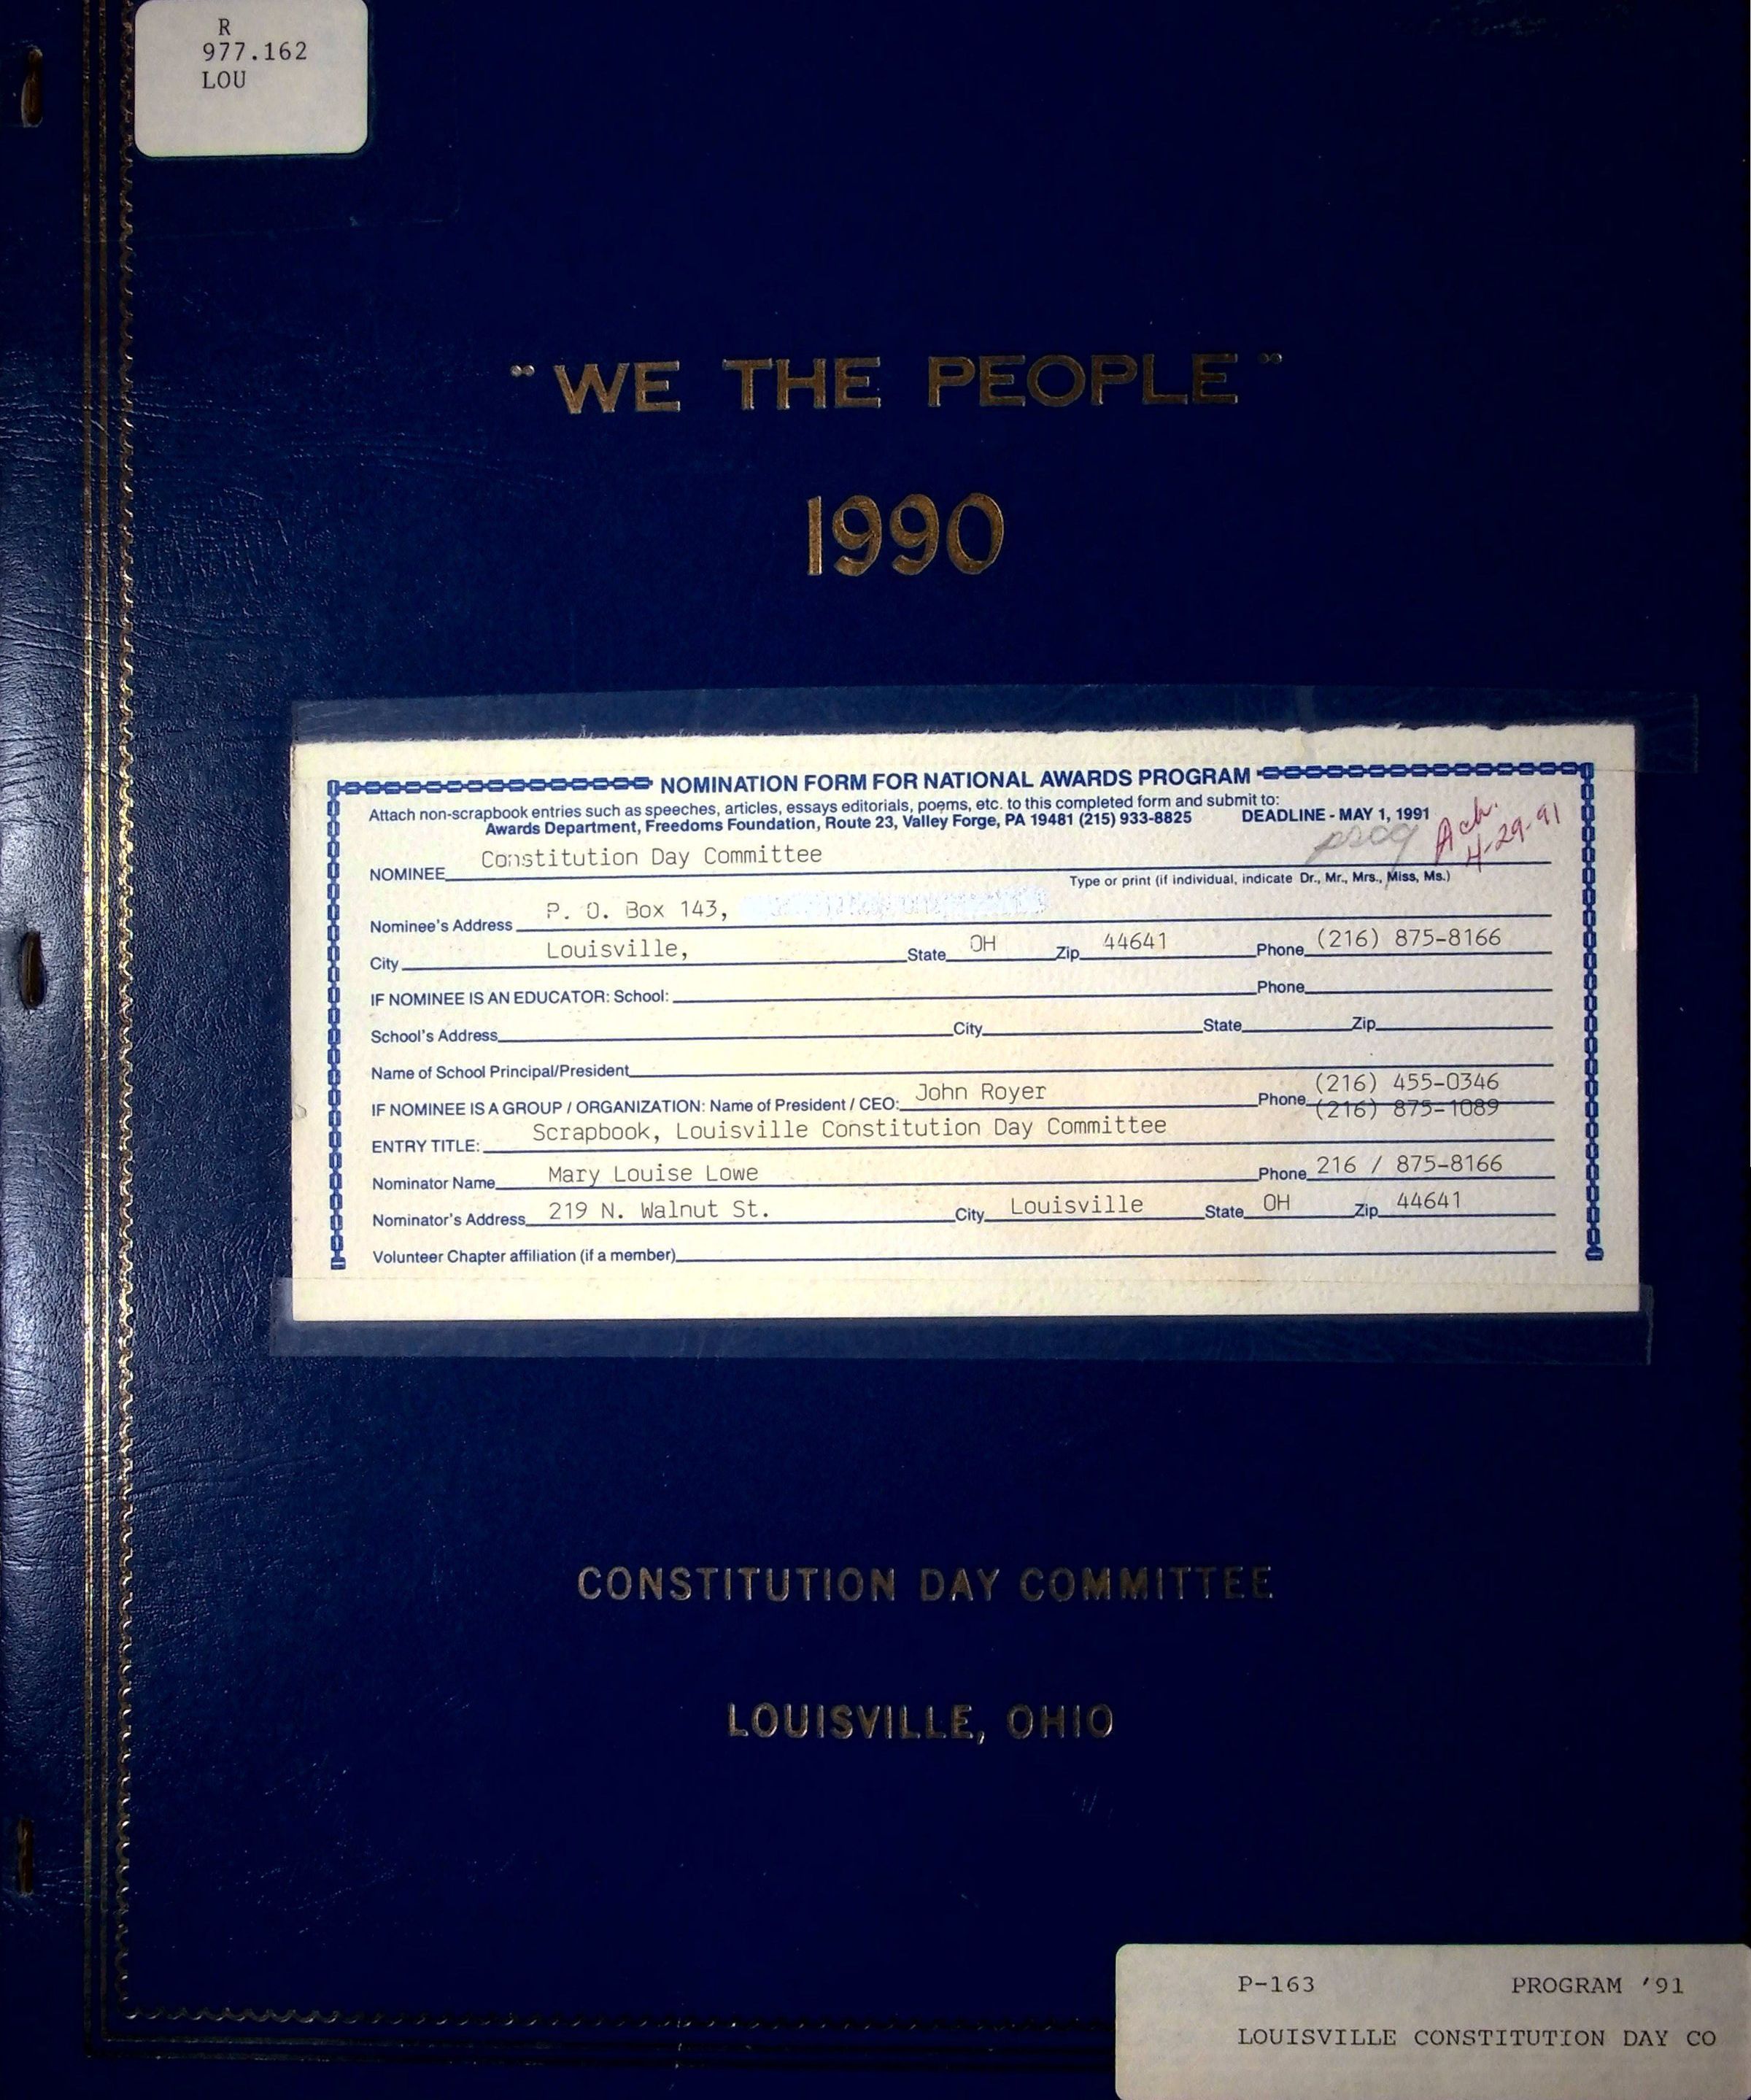 R
977.162
LOU
"WE THE PEOPLE"
1990
NOMINATION FORM FOR NATIONAL AWARDS PROGRAM
Attach non-scrapbook entries such as speeches, articles, essays editorials, poems, etc. to this completed form and submit to:
Awards Department, Freedoms Foundation, Route 23, Valley Forge, PA 19481 (215) 933-8825 DEADLINE - MAY 1, 1991
prog Ach. 4-29-91
NOMINEE Constitution Day Committee
Type or print (if individual, indicate Dr., Mr., Mrs., Miss, Ms.)
Nominee's Address P. O. Box 143,
City Louisville, State OH Zip 44641 Phone (216) 875-8166
IF NOMINEE IS AN EDUCATOR: School: Phone
School's Address City State Zip
Name of School Principal/President
(216) 455-0346
IF NOMINEE IS A GROUP / ORGANIZATION: Name of President / CEO: John Royer Phone (216) 875-1089
ENTRY TITLE: Scrapbook, Louisville Constitution Day Committee
Nominator Name Mary Louise Lowe Phone 216 / 875-8166
Nominator's Address 219 N. Walnut St. City Louisville State OH Zip 44641
Volunteer Chapter affiliation (if a member)
CONSTITUTION DAY COMMITTEE
LOUISVILLE, OHIO
P-163 PROGRAM '91
LOUISVILLE CONSTITUTION DAY CO